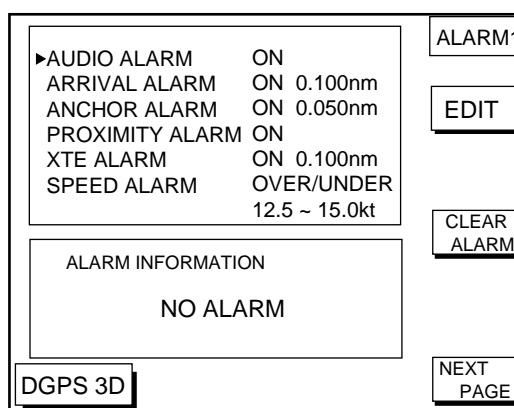 AUDIO ALARM ON
ARRIVAL ALARM ON 0.100nm
ANCHOR ALARM ON 0.050nm
PROXIMITY ALARM ON
XTE ALARM ON 0.100nm
SPEED ALARM OVER/UNDER
12.5 ~ 15.0kt
ALARM INFORMATION
NO ALARM
DGPS 3D
ALARM1
EDIT
CLEAR
ALARM
NEXT
PAGE